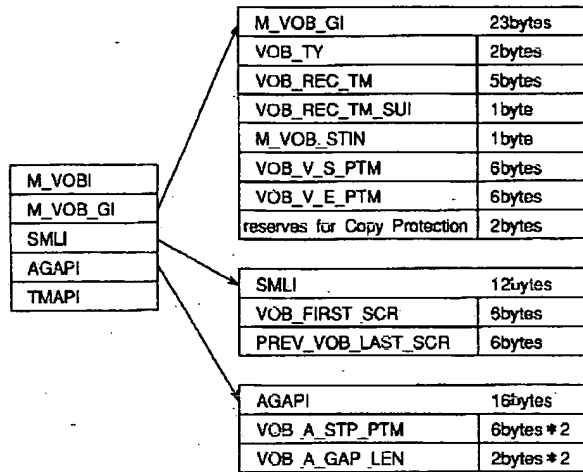 M_VOB_GI 23bytes
VOB_TY 2bytes
VOB_REC_TM 5bytes
VOB_REC_TM_SUI 1byte
M_VOB_STIN 1byte
VOB_V_S_PTM 6bytes
VOB_V_E_PTM 6bytes
reserves for Copy Protection 2bytes
M_VOBI
M_VOB_GI
SMLI
AGAPI
TMAPI
SMLI 12bytes
VOB_FIRST_SCR 6bytes
PREV_VOB_LAST_SCR 6bytes
AGAPI 16bytes
VOB_A_STP_PTM 6bytes*2
VOB_A_GAP_LEN 2bytes*2